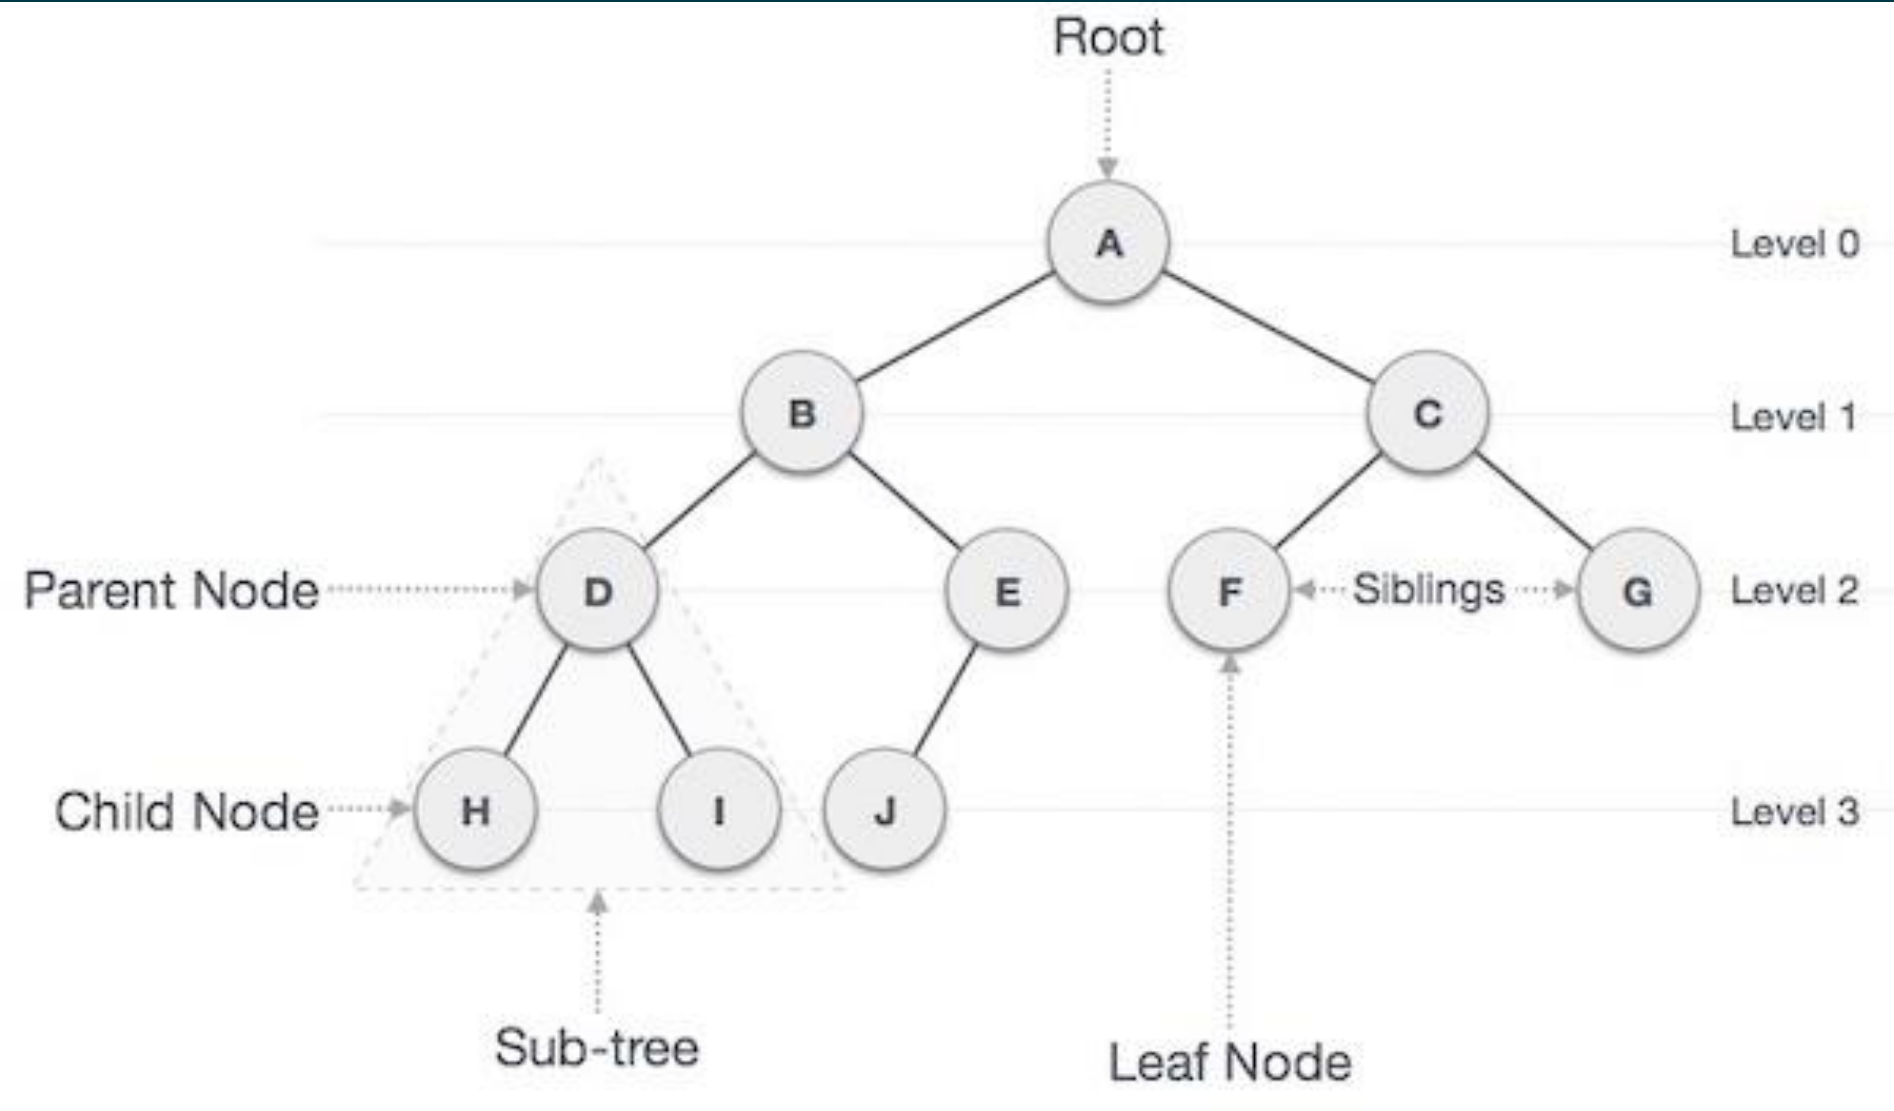 Root
A
Level 0
B
C
Level 1
Parent Node
D
E
F
Siblings
G
Level 2
Child Node
H
I
J
Level 3
Sub-tree
Leaf Node